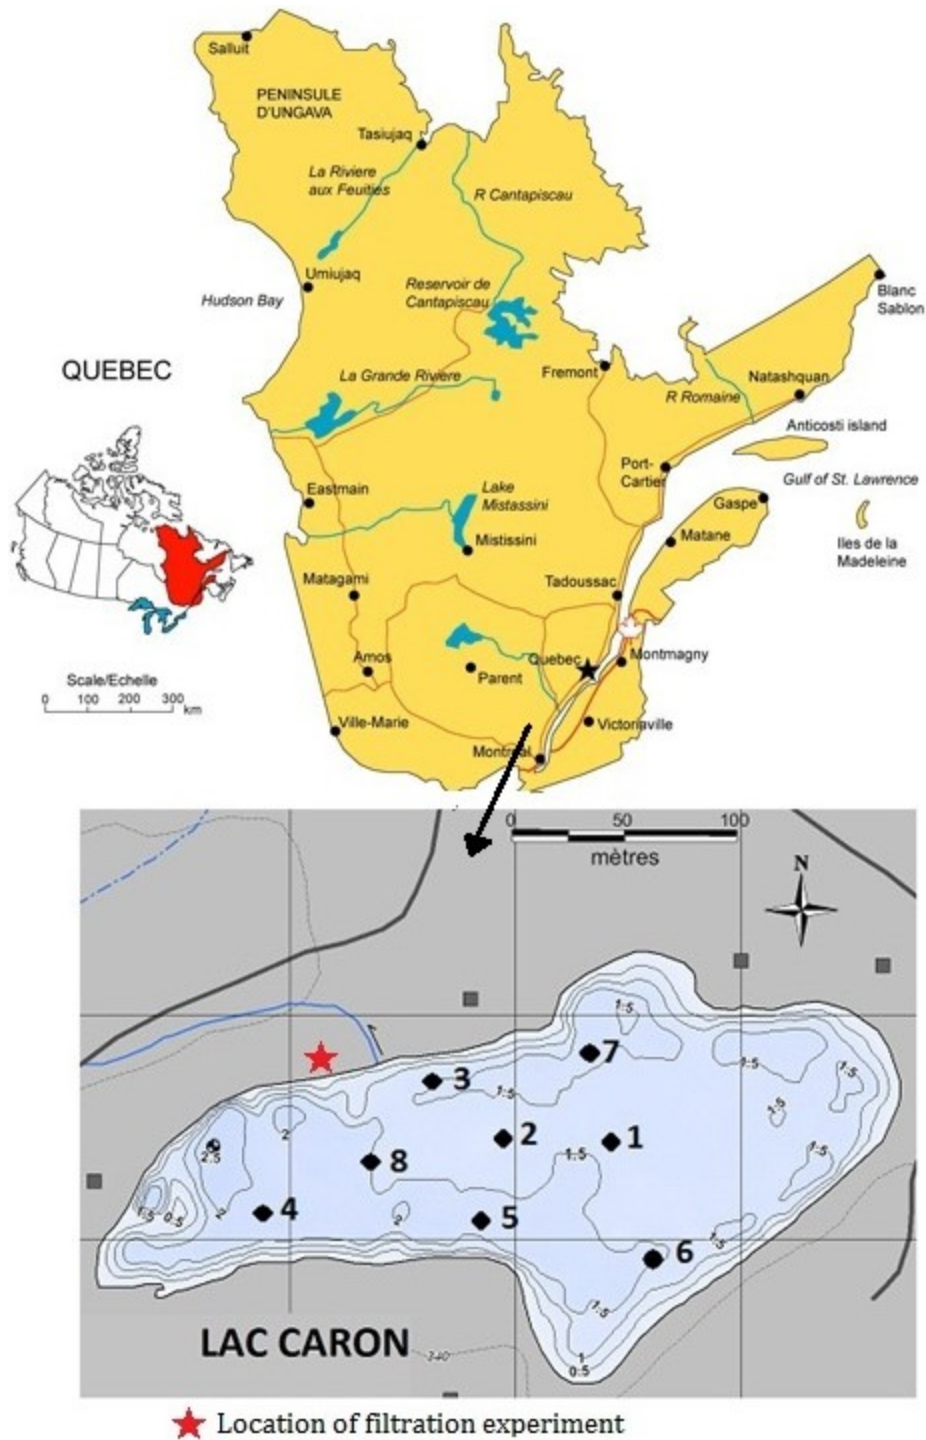 Salluit
PENINSULE
D'UNGAVA
Tasiujaq
La Riviere
aux Feuities
R Cantapiscau
Umiujaq
Hudson Bay
Reservoir de
Cantapiscau
Blanc
Sablon
QUEBEC
La Grande Riviere
Fremont
Natashquan
R Romaine
Anticosti island
Port-
Cartier
Gulf of St. Lawrence
Eastmain
Lake
Mistassini
Gaspe
Mistissini
Matane
Iles de la
Madeleine
Matagami
Tadoussac
Amos
Parent
Quebec
Montmagny
Scale/Echelle
0 100 200 300 km
Ville-Marie
Victoriaville
Montreal
0 50 100
mètres
N
1.5
7
3
1.5
1.5
2
2
1
1.5
2.5
8
1.5
1.5
1.5
0.5
2
4
2
5
1.5
6
1.5
LAC CARON
340
1
0.5
Location of filtration experiment